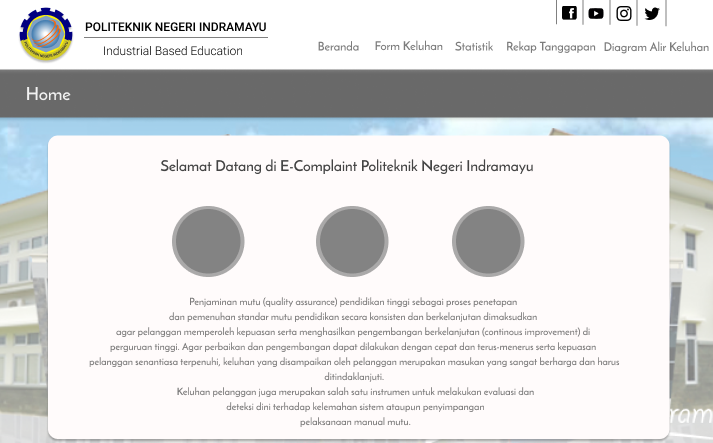 POLITEKNIK NEGERI INDRAMAYU
Industrial Based Education
Beranda Form Keluhan Statistik Rekap Tanggapan Diagram Alir Keluhan
Home
Selamat Datang di E-Complaint Politeknik Negeri Indramayu
Penjaminan mutu (quality assurance) pendidikan tinggi sebagai proses penetapan
dan pemenuhan standar mutu pendidikan secara konsisten dan berkelanjutan dimaksudkan
agar pelanggan memperoleh kepuasan serta menghasilkan pengembangan berkelanjutan (continous improvement) di
perguruan tinggi. Agar perbaikan dan pengembangan dapat dilakukan dengan cepat dan terus-menerus serta kepuasan
pelanggan senantiasa terpenuhi, keluhan yang disampaikan oleh pelanggan merupakan masukan yang sangat berharga dan harus
ditindaklanjuti.
Keluhan pelanggan juga merupakan salah satu instrumen untuk melakukan evaluasi dan
deteksi dini terhadap kelemahan sistem ataupun penyimpangan
pelaksanaan manual mutu.